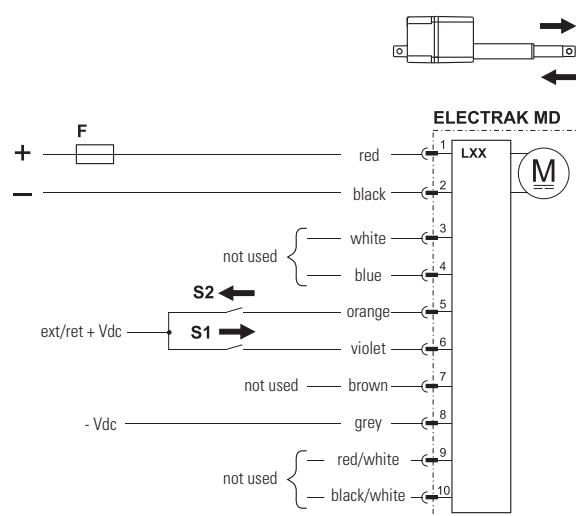 ELECTRAK MD
F
+ red 1 LXX M
– black 2
white 3
not used
blue 4
S2
orange 5
ext/ret + Vdc
S1
violet 6
not used brown 7
- Vdc grey 8
red/white 9
not used
black/white 10